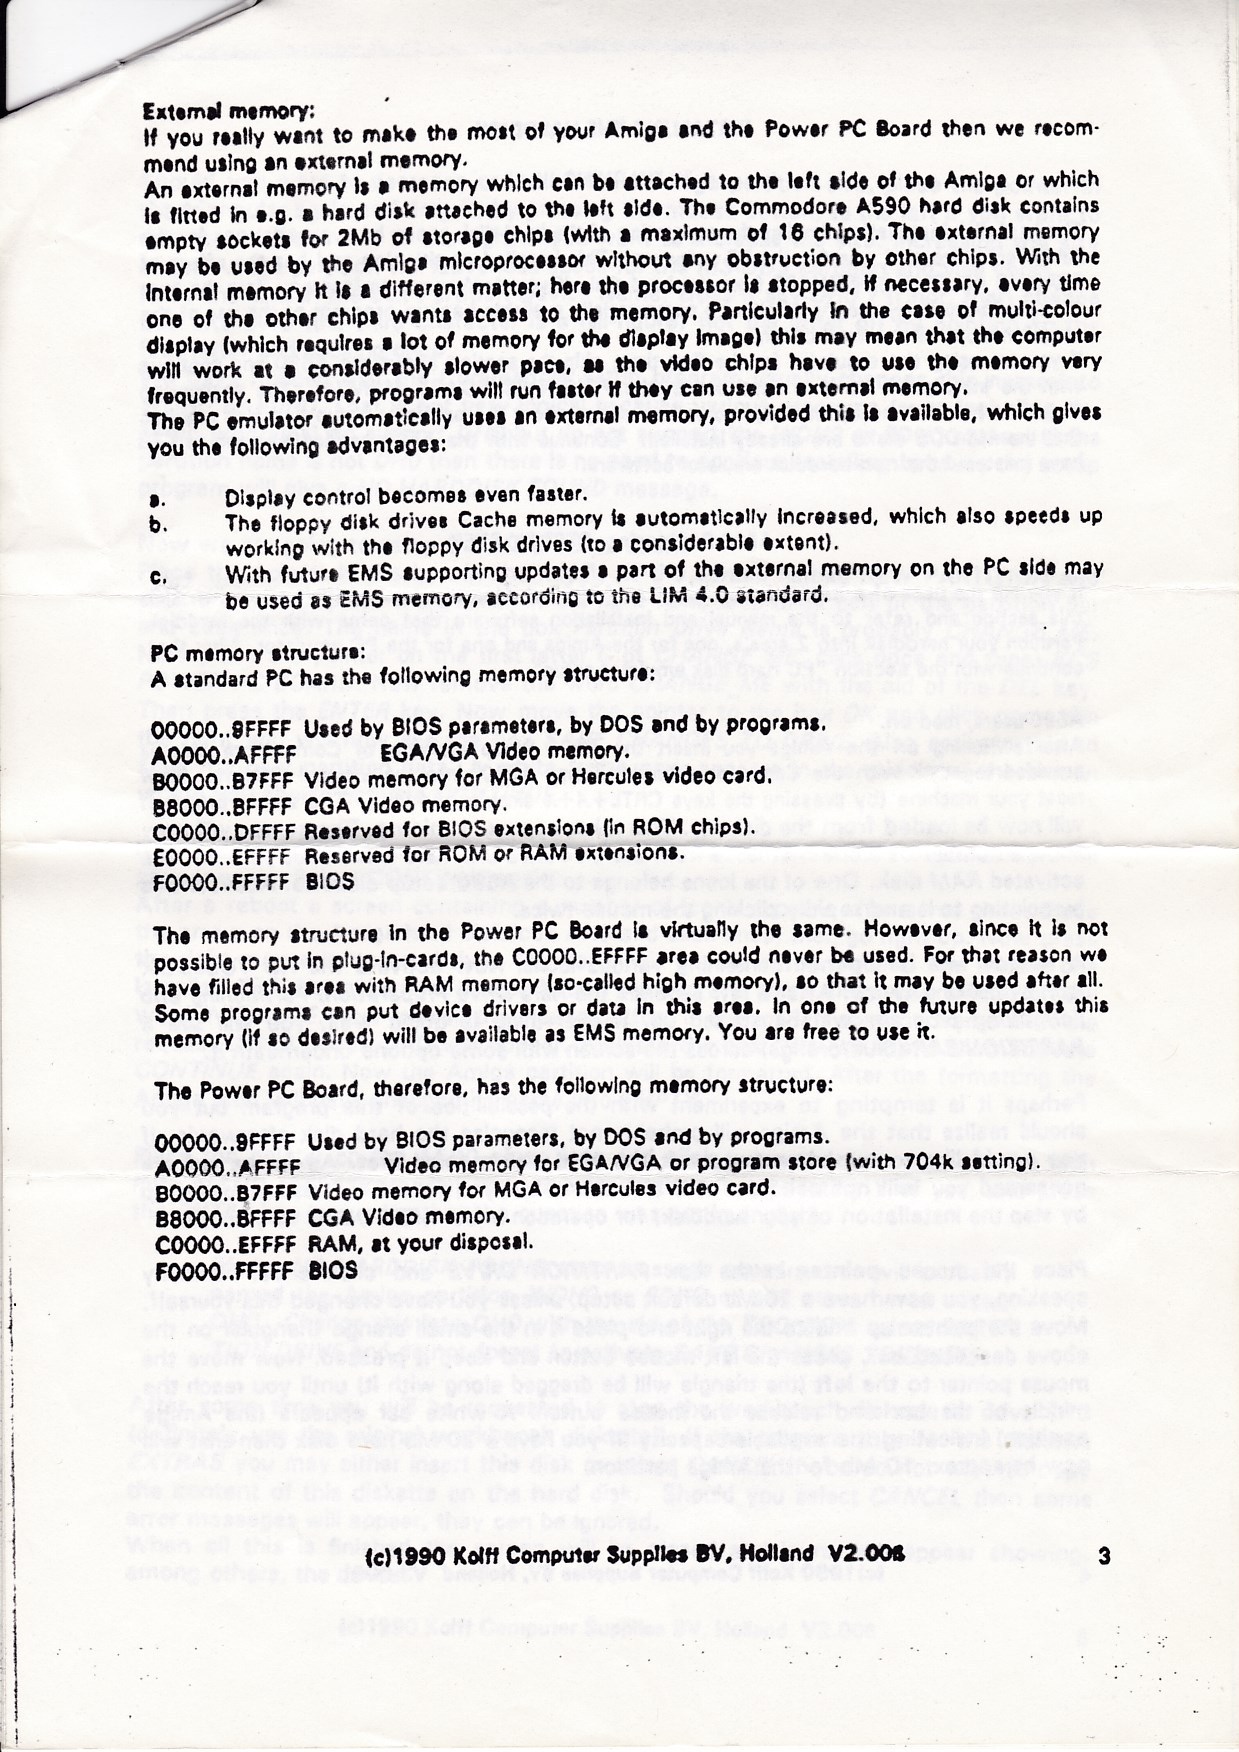 External memory:
If you really want to make the most of your Amiga and the Power PC Board then we recom-
mend using an external memory.
An external memory is a memory which can be attached to the left side of the Amiga or which
is fitted in e.g. a hard disk attached to the left side. The Commodore A590 hard disk contains
empty sockets for 2Mb of storage chips (with a maximum of 16 chips). The external memory
may be used by the Amiga microprocessor without any obstruction by other chips. With the
internal memory it is a different matter; here the processor is stopped, if necessary, every time
one of the other chips wants access to the memory. Particularly in the case of multi-colour
display (which requires a lot of memory for the display image) this may mean that the computer
will work at a considerably slower pace, as the video chips have to use the memory very
frequently. Therefore, programs will run faster if they can use an external memory.
The PC emulator automatically uses an external memory, provided this is available, which gives
you the following advantages:
a. Display control becomes even faster.
b. The floppy disk drives Cache memory is automatically increased, which also speeds up
working with the floppy disk drives (to a considerable extent).
c. With future EMS supporting updates a part of the external memory on the PC side may
be used as EMS memory, according to the LIM 4.0 standard.
PC memory structure:
A standard PC has the following memory structure:
00000..9FFFF Used by BIOS parameters, by DOS and by programs.
A0000..AFFFF EGA/VGA Video memory.
B0000..B7FFF Video memory for MGA or Hercules video card.
B8000..BFFFF CGA Video memory.
C0000..DFFFF Reserved for BIOS extensions (in ROM chips).
E0000..EFFFF Reserved for ROM or RAM extensions.
F0000..FFFFF BIOS
The memory structure in the Power PC Board is virtually the same. However, since it is not
possible to put in plug-in-cards, the C0000..EFFFF area could never be used. For that reason we
have filled this area with RAM memory (so-called high memory), so that it may be used after all.
Some programs can put device drivers or data in this area. In one of the future updates this
memory (if so desired) will be available as EMS memory. You are free to use it.
The Power PC Board, therefore, has the following memory structure:
00000..9FFFF Used by BIOS parameters, by DOS and by programs.
A0000..AFFFF Video memory for EGA/VGA or program store (with 704k setting).
B0000..B7FFF Video memory for MGA or Hercules video card.
B8000..BFFFF CGA Video memory.
C0000..EFFFF RAM, at your disposal.
F0000..FFFFF BIOS
(c)1990 Kolff Computer Supplies BV, Holland V2.00 3